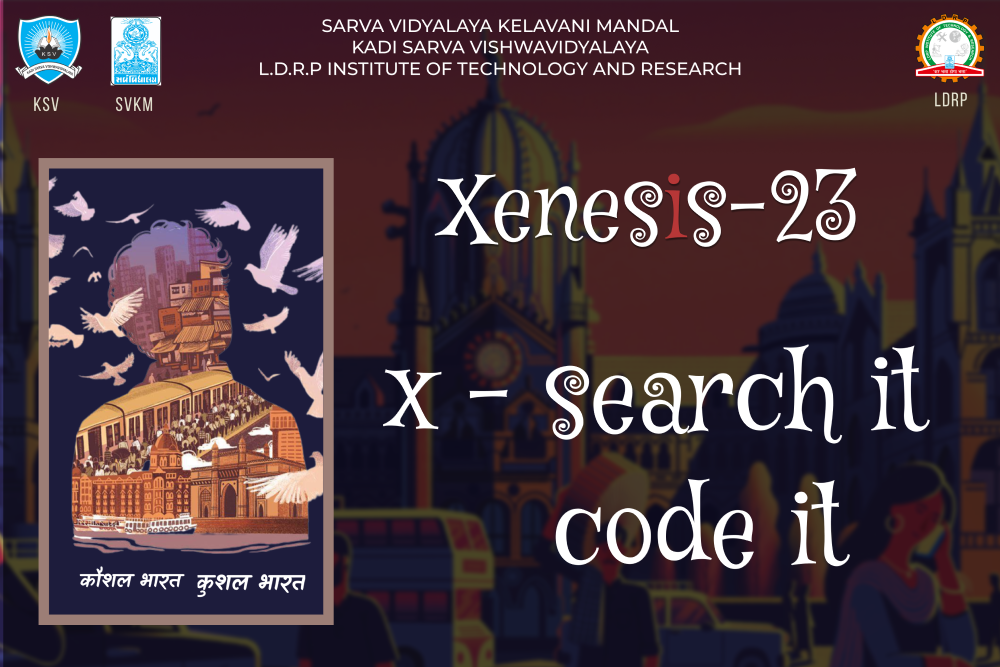 SARVA VIDYALAYA KELAVANI MANDAL
KADI SARVA VISHWAVIDYALAYA
L.D.R.P INSTITUTE OF TECHNOLOGY AND RESEARCH
KSV
KSV
SVKM
LDRP
Xenesis-23
x - search it
code it
कौशल भारत कुशल भारत